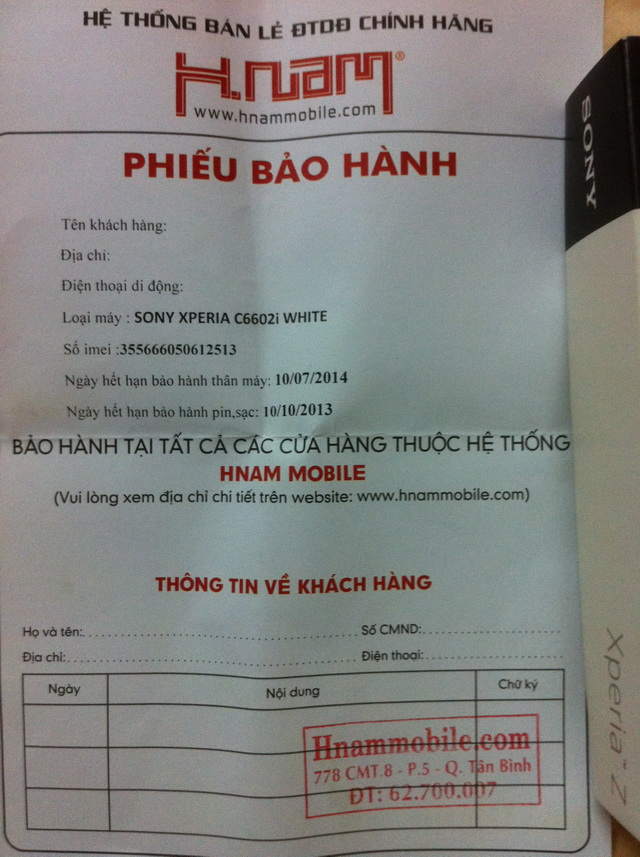 HỆ THỐNG BÁN LẺ ĐTDĐ CHÍNH HÃNG
H.nam®
www.hnammobile.com
PHIẾU BẢO HÀNH
Tên khách hàng:
Địa chỉ:
Điện thoại di động:
Loại máy : SONY XPERIA C6602i WHITE
Số imei :355666050612513
Ngày hết hạn bảo hành thân máy: 10/07/2014
Ngày hết hạn bảo hành pin,sạc: 10/10/2013
BẢO HÀNH TẠI TẤT CẢ CÁC CỬA HÀNG THUỘC HỆ THỐNG
HNAM MOBILE
(Vui lòng xem địa chỉ chi tiết trên website: www.hnammobile.com)
THÔNG TIN VỀ KHÁCH HÀNG
Họ và tên: Số CMND:
Địa chỉ: Điện thoại:
Ngày Nội dung Chữ ký
Hnammobile.com
778 CMT.8 - P.5 - Q. Tân Bình
ĐT: 62.700.007
SONY
Xperia™ Z